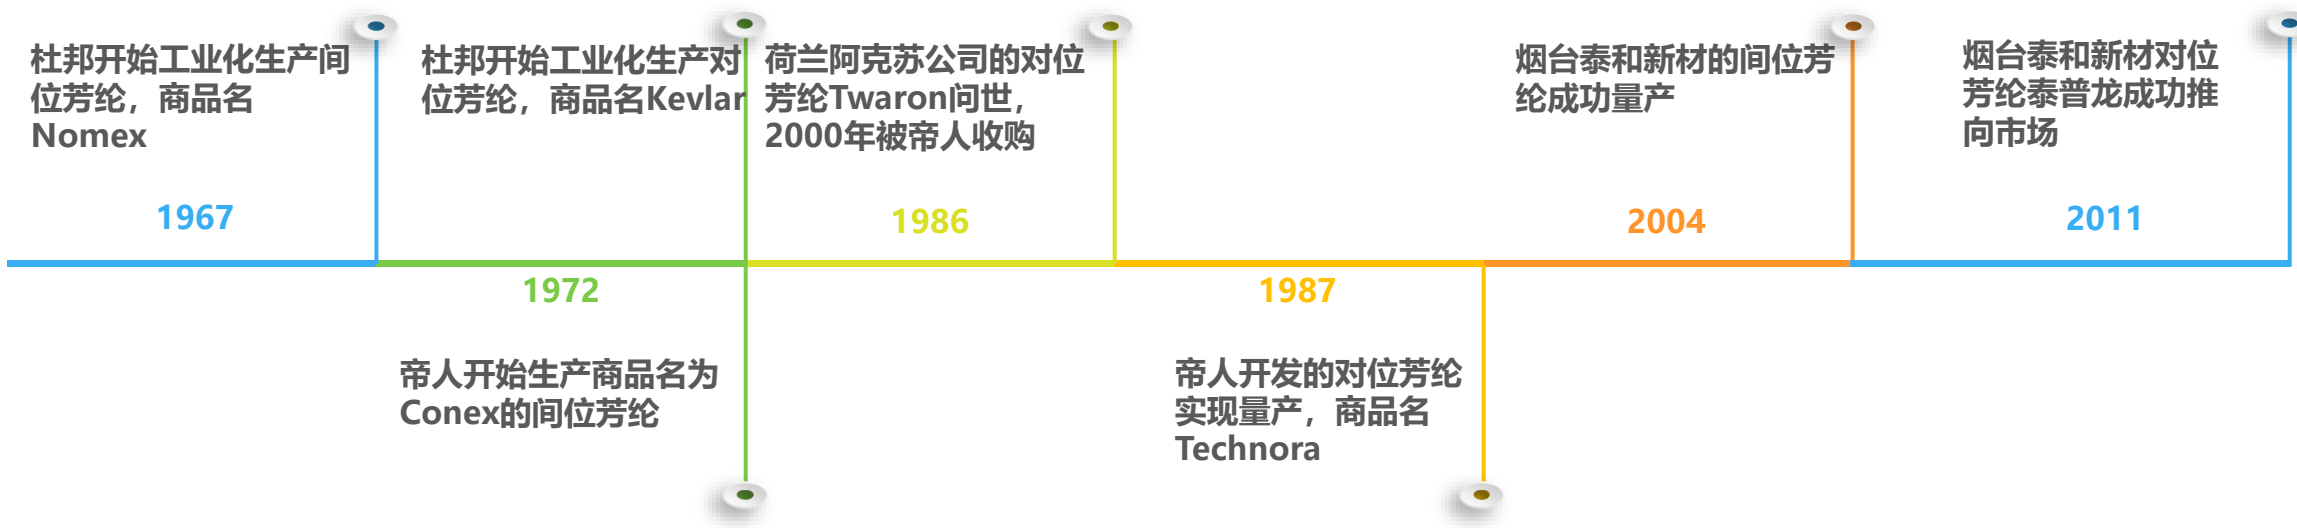 杜邦开始工业化生产间
位芳纶，商品名
Nomex
1967
杜邦开始工业化生产对
位芳纶，商品名Kevlar
1972
帝人开始生产商品名为
Conex的间位芳纶
荷兰阿克苏公司的对位
芳纶Twaron问世，
2000年被帝人收购
1986
1987
帝人开发的对位芳纶
实现量产，商品名
Technora
烟台泰和新材的间位芳
纶成功量产
2004
烟台泰和新材对位
芳纶泰普龙成功推
向市场
2011